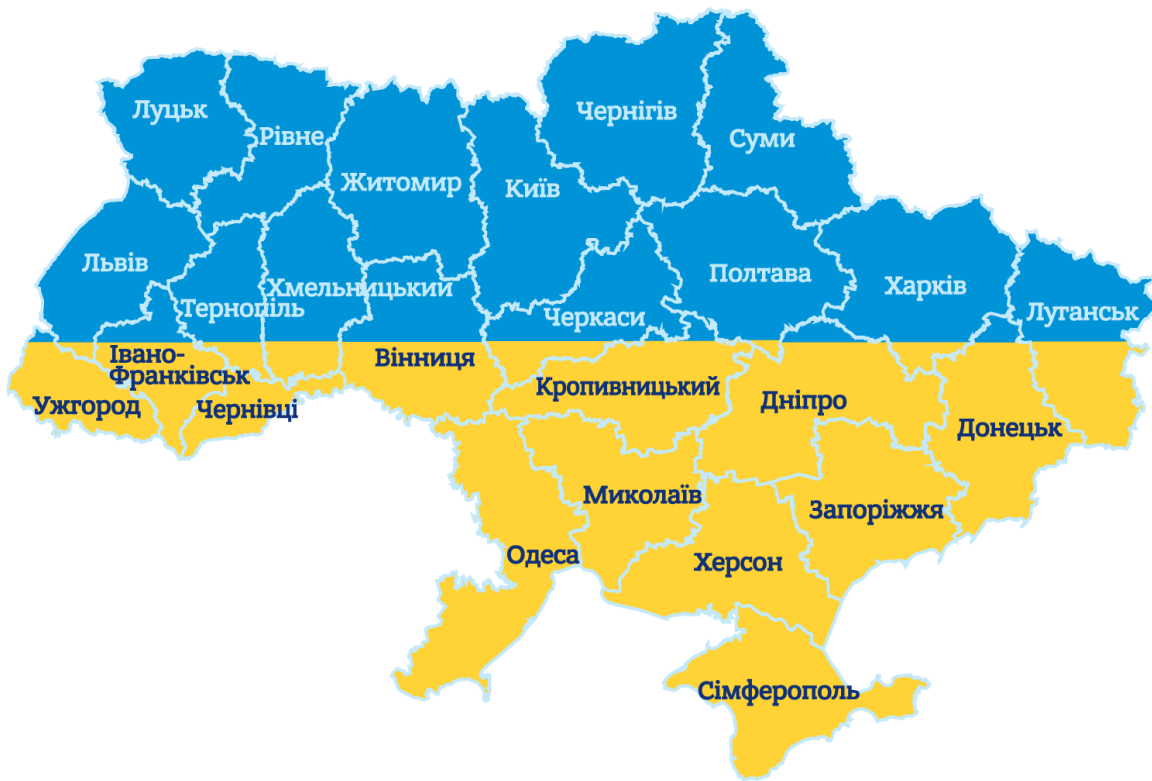 Луцьк
Рівне
Чернігів
Суми
Житомир
Київ
Львів
Тернопіль
Хмельницький
Черкаси
Полтава
Харків
Луганськ
Івано-
Франківськ
Ужгород
Чернівці
Вінниця
Кропивницький
Дніпро
Донецьк
Миколаїв
Запоріжжя
Одеса
Херсон
Сімферополь